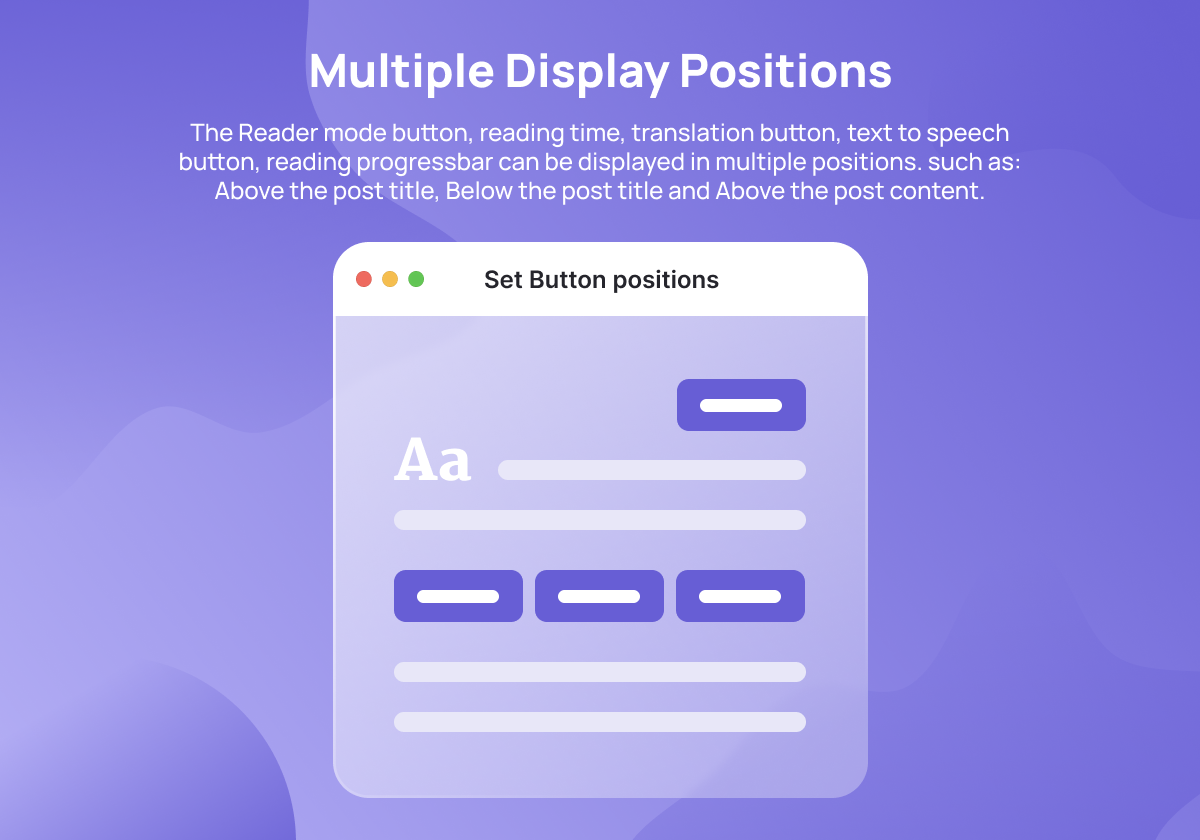 Multiple Display Positions
The Reader mode button, reading time, translation button, text to speech
button, reading progressbar can be displayed in multiple positions. such as:
Above the post title, Below the post title and Above the post content.
Set Button positions
Aa